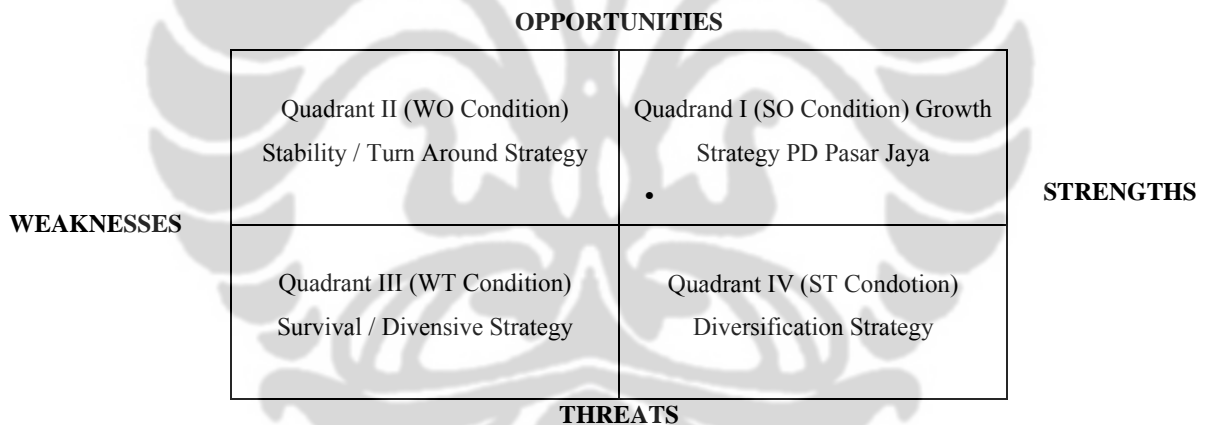 OPPORTUNITIES
Quadrant II (WO Condition)
Stability / Turn Around Strategy
Quadrand I (SO Condition) Growth
Strategy PD Pasar Jaya
•
STRENGTHS
WEAKNESSES
Quadrant III (WT Condition)
Survival / Divensive Strategy
Quadrant IV (ST Condotion)
Diversification Strategy
THREATS